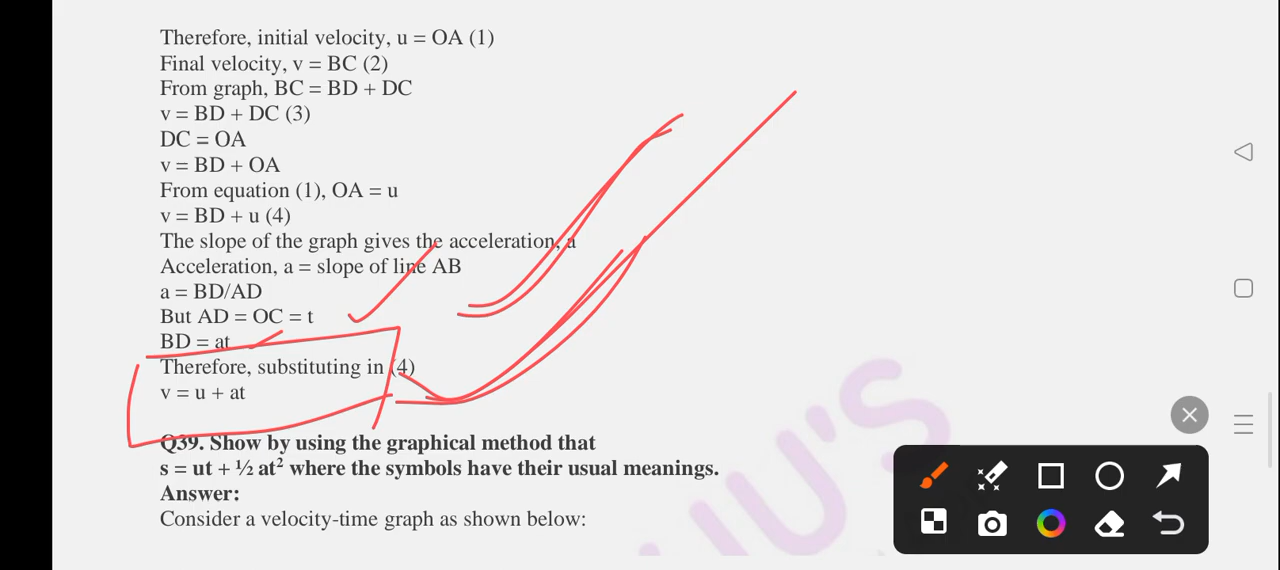 Therefore, initial velocity, u = OA (1)
Final velocity, v = BC (2)
From graph, BC = BD + DC
v = BD + DC (3)
DC = OA
v = BD + OA
From equation (1), OA = u
v = BD + u (4)
The slope of the graph gives the acceleration, a
Acceleration, a = slope of line AB
a = BD/AD
But AD = OC = t
BD = at
Therefore, substituting in (4)
v = u + at
Q39. Show by using the graphical method that
s = ut + ½ at² where the symbols have their usual meanings.
Answer:
Consider a velocity-time graph as shown below: